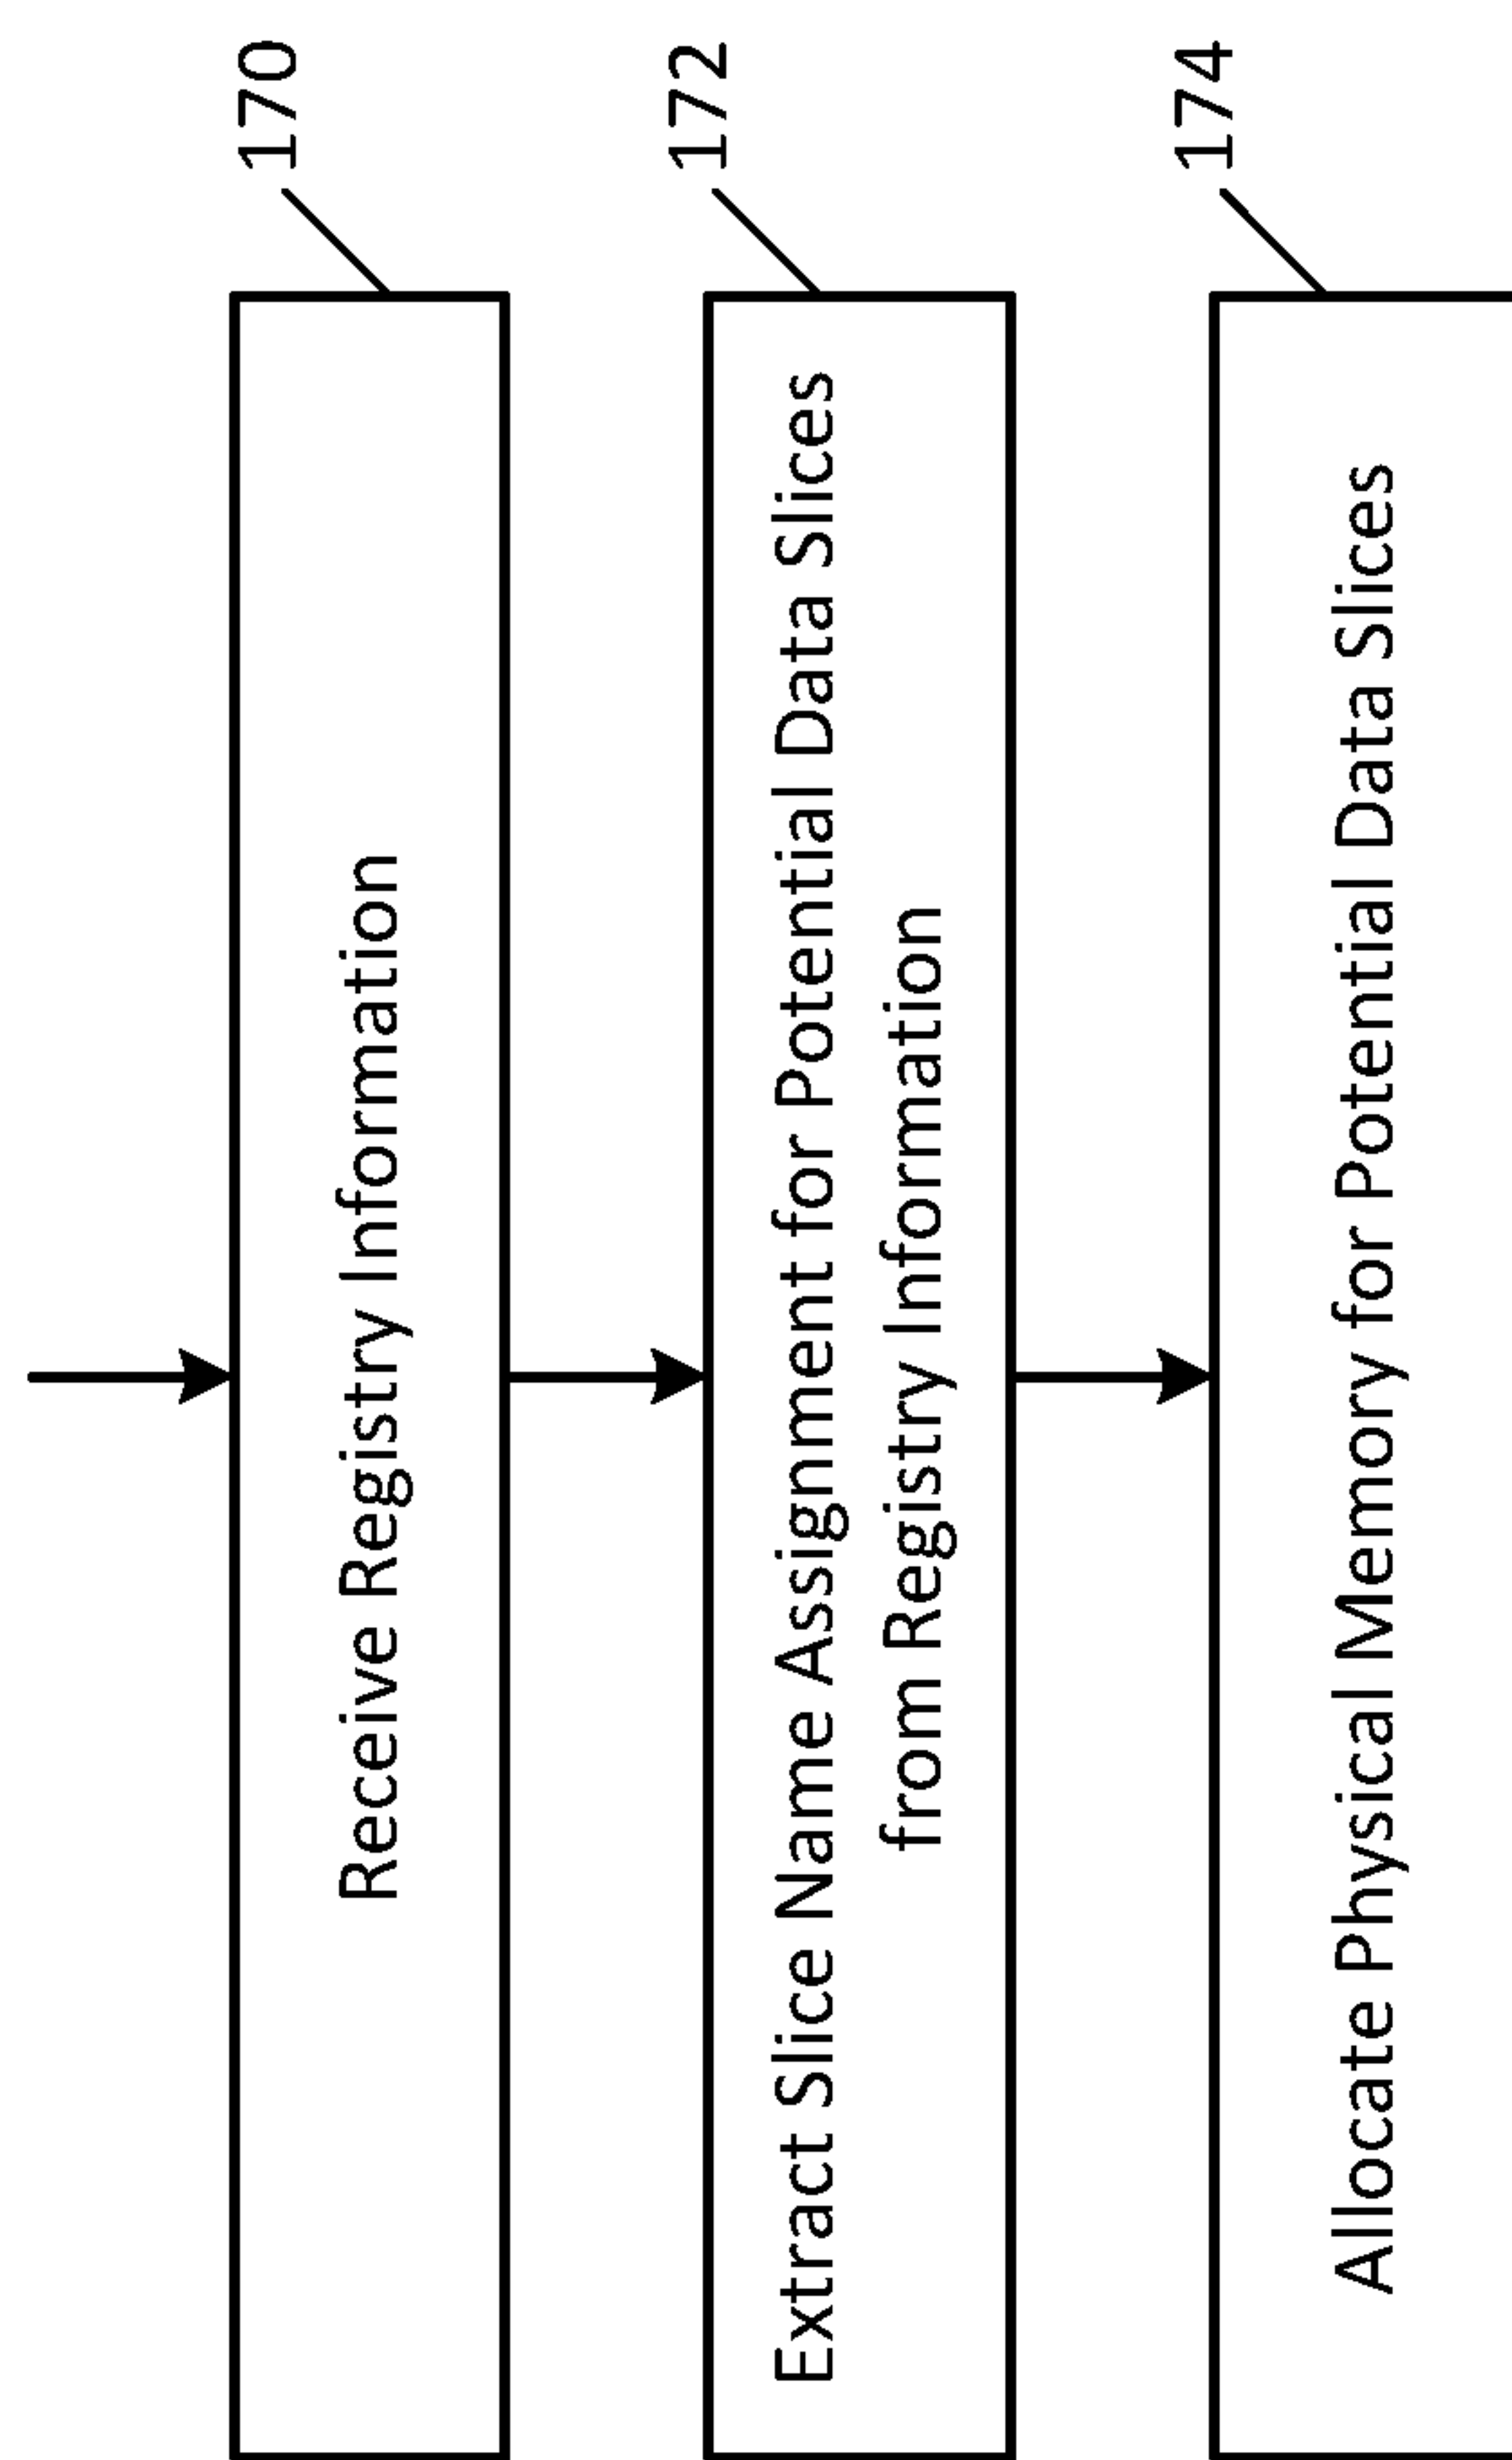 170
Receive Registry Information
172
Extract Slice Name Assignment for Potential Data Slices
from Registry Information
174
Allocate Physical Memory for Potential Data Slices